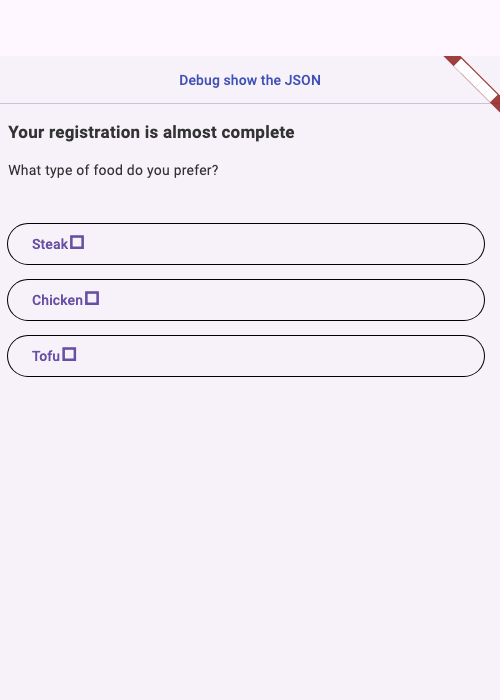 Debug show the JSON
Your registration is almost complete
What type of food do you prefer?
Steak
Chicken
Tofu